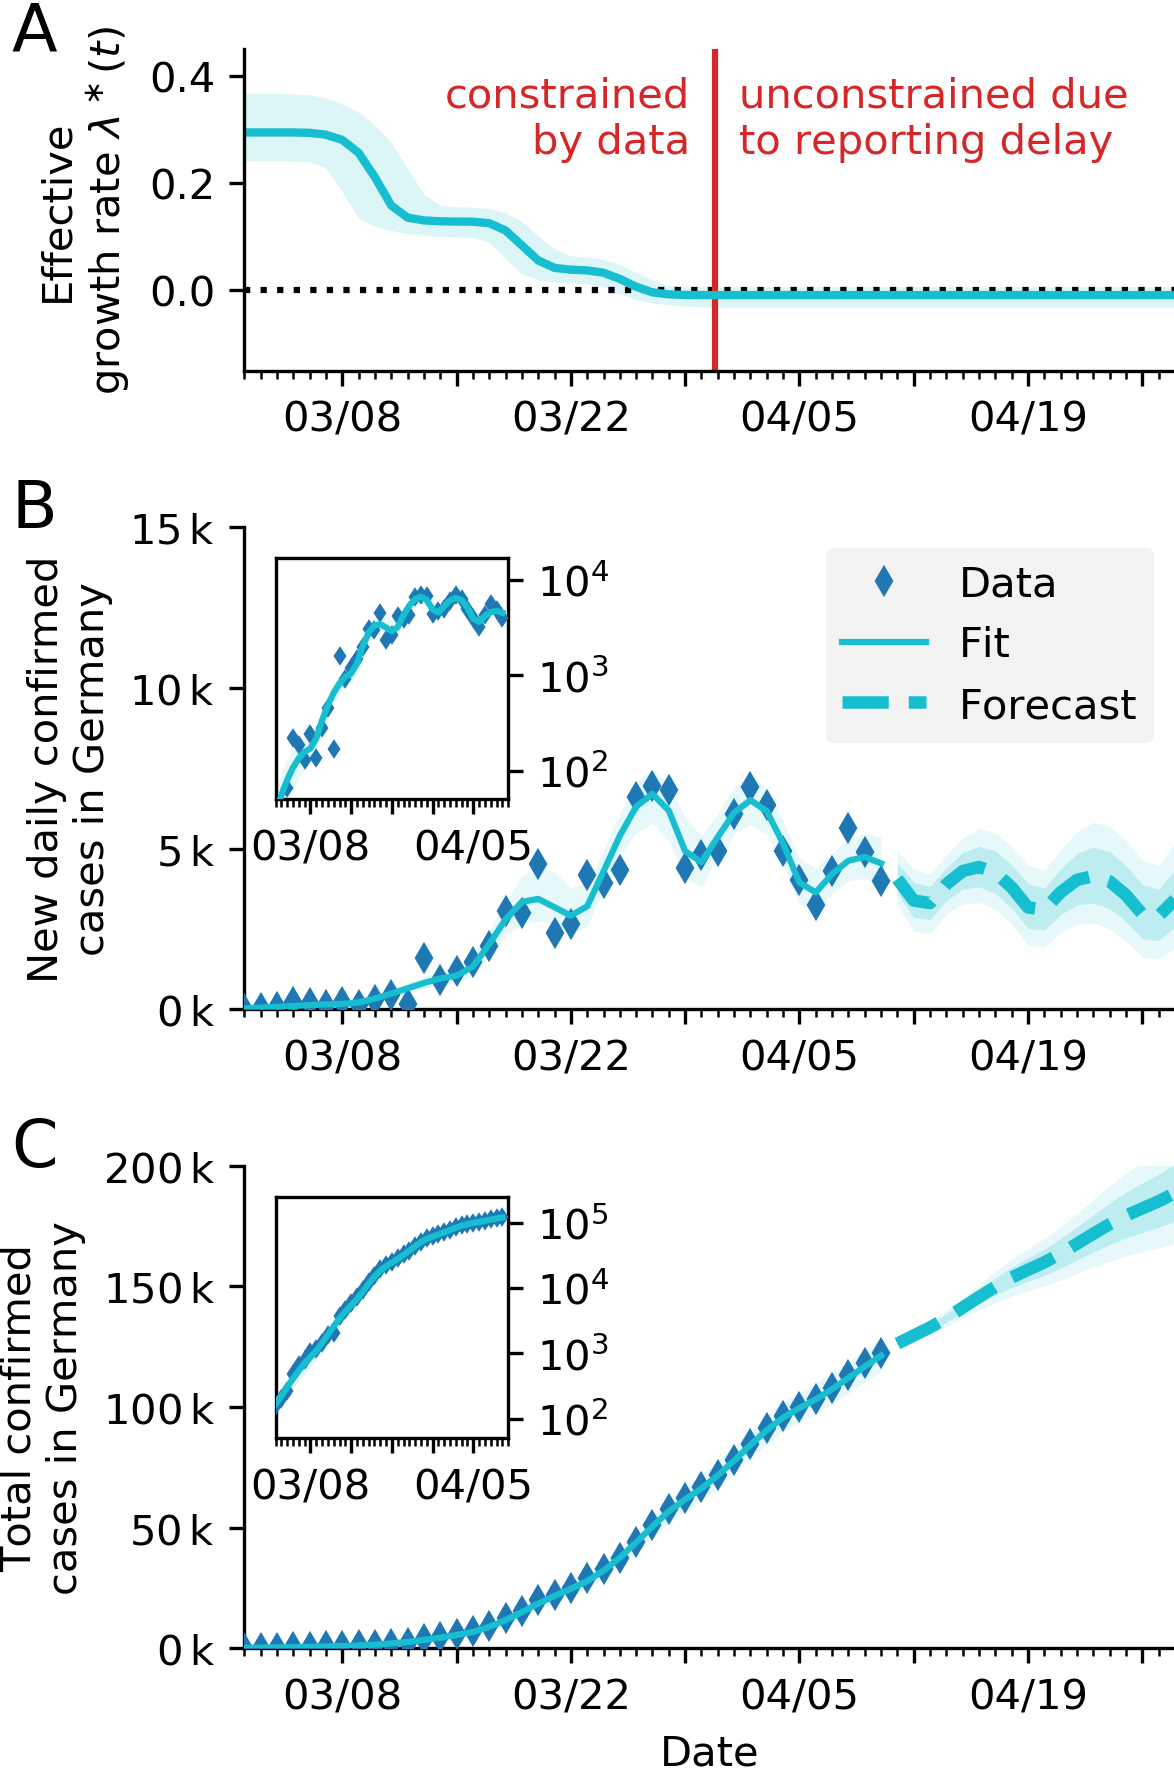 A
Effective
growth rate λ * (t)
0.4
0.2
0.0
constrained
by data
unconstrained due
to reporting delay
03/08
03/22
04/05
04/19
B
New daily confirmed
cases in Germany
15 k
10 k
5 k
0 k
10⁴
10³
10²
03/08
04/05
Data
Fit
Forecast
03/08
03/22
04/05
04/19
C
Total confirmed
cases in Germany
200 k
150 k
100 k
50 k
0 k
10⁵
10⁴
10³
10²
03/08
04/05
03/08
03/22
04/05
04/19
Date